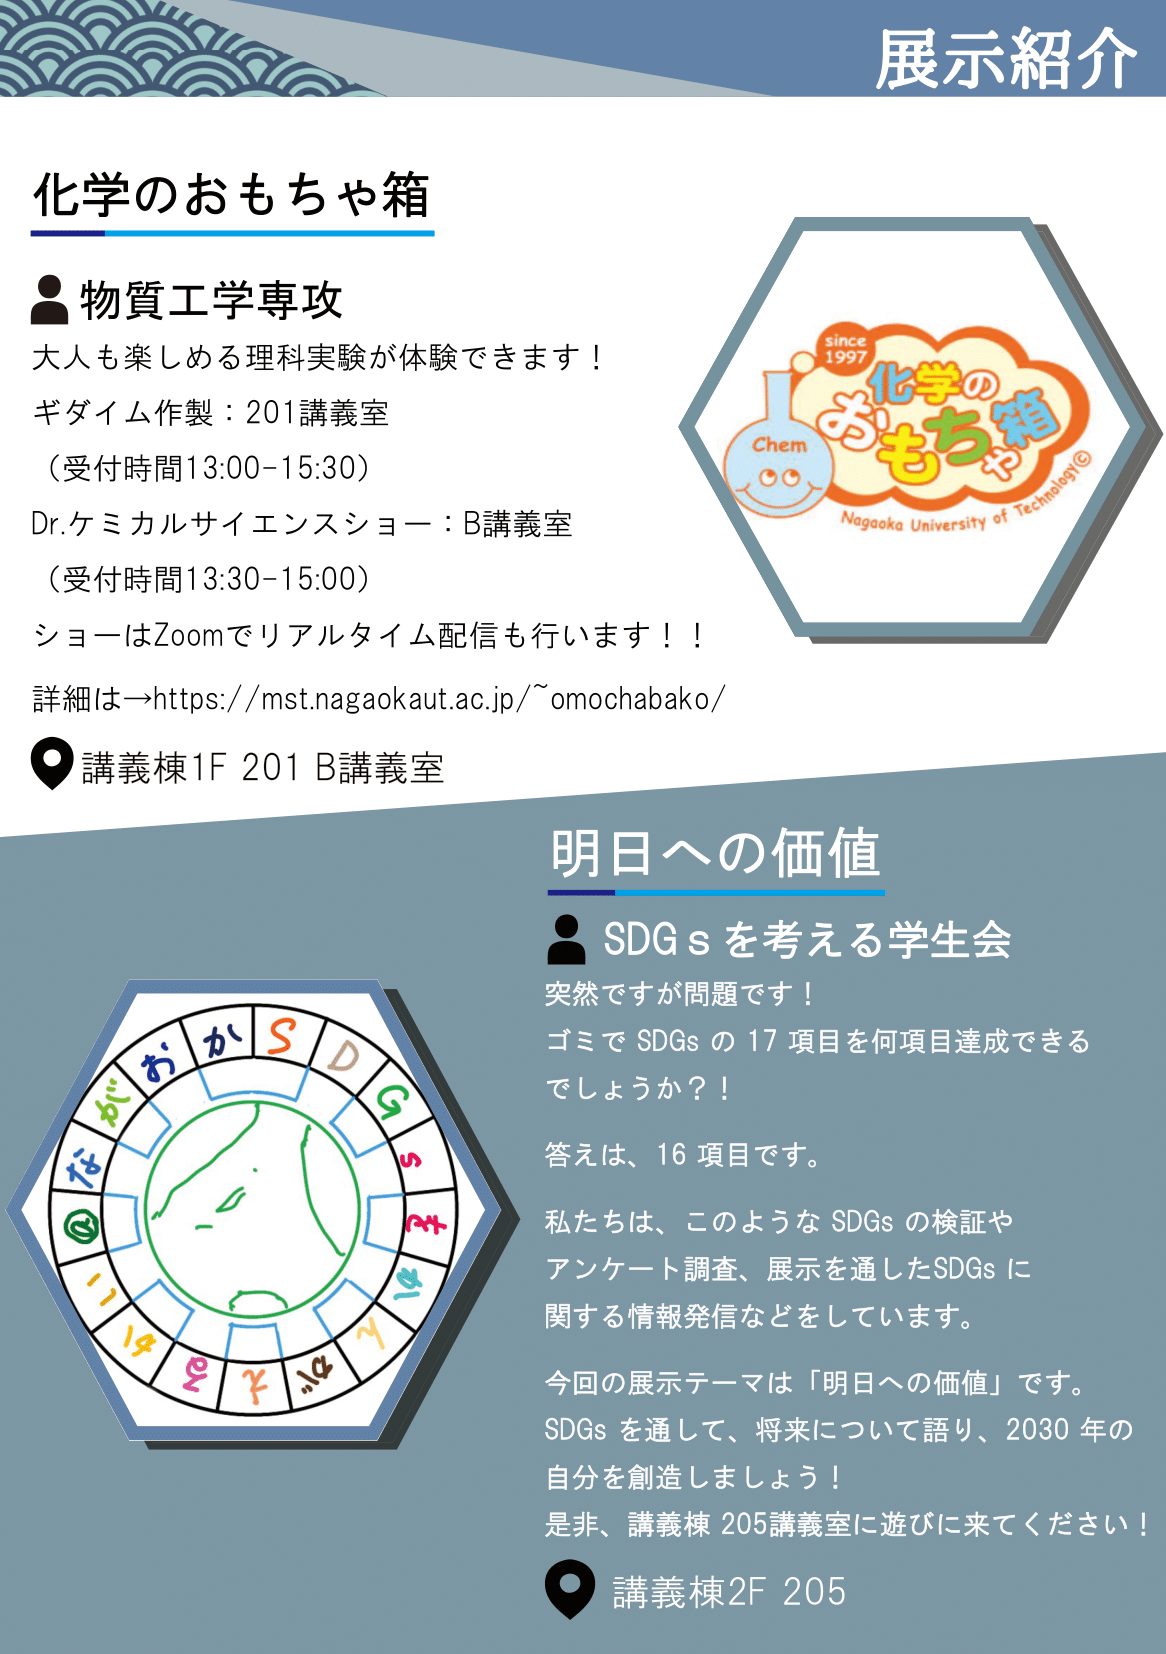 展示紹介
化学のおもちゃ箱
物質工学専攻
大人も楽しめる理科実験が体験できます！
ギダイム作製：201講義室
（受付時間13:00-15:30）
Dr.ケミカルサイエンスショー：B講義室
（受付時間13:30-15:00）
ショーはZoomでリアルタイム配信も行います！！
詳細は→https://mst.nagaokaut.ac.jp/~omochabako/
講義棟1F 201 B講義室
since
1997
化学の
おもちゃ箱
Chem
Nagaoka University of Technology©
明日への価値
SDGｓを考える学生会
突然ですが問題です！
ゴミで SDGs の 17 項目を何項目達成できる
でしょうか？！
答えは、16 項目です。
私たちは、このような SDGs の検証や
アンケート調査、展示を通したSDGs に
関する情報発信などをしています。
今回の展示テーマは「明日への価値」です。
SDGs を通して、将来について語り、2030 年の
自分を創造しましょう！
是非、講義棟 205講義室に遊びに来てください！
講義棟2F 205
SDGsをかんがえるかい@ながおか